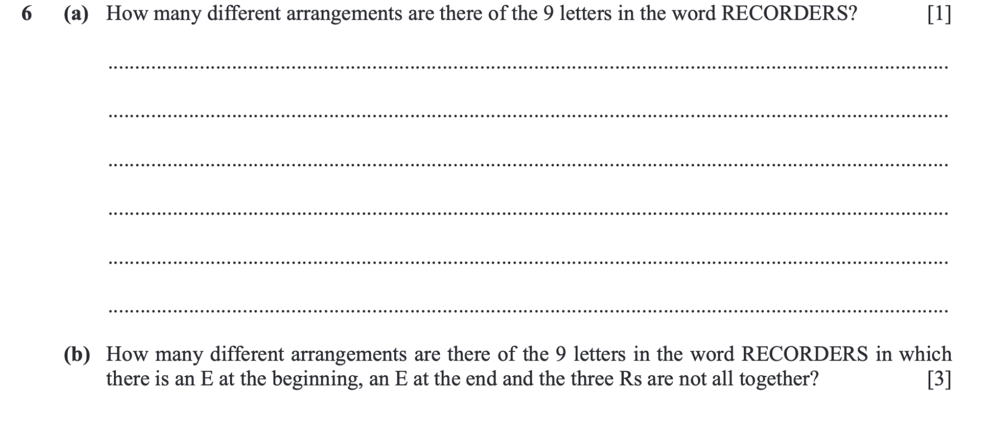 6 (a) How many different arrangements are there of the 9 letters in the word RECORDERS? [1]
(b) How many different arrangements are there of the 9 letters in the word RECORDERS in which
there is an E at the beginning, an E at the end and the three Rs are not all together? [3]